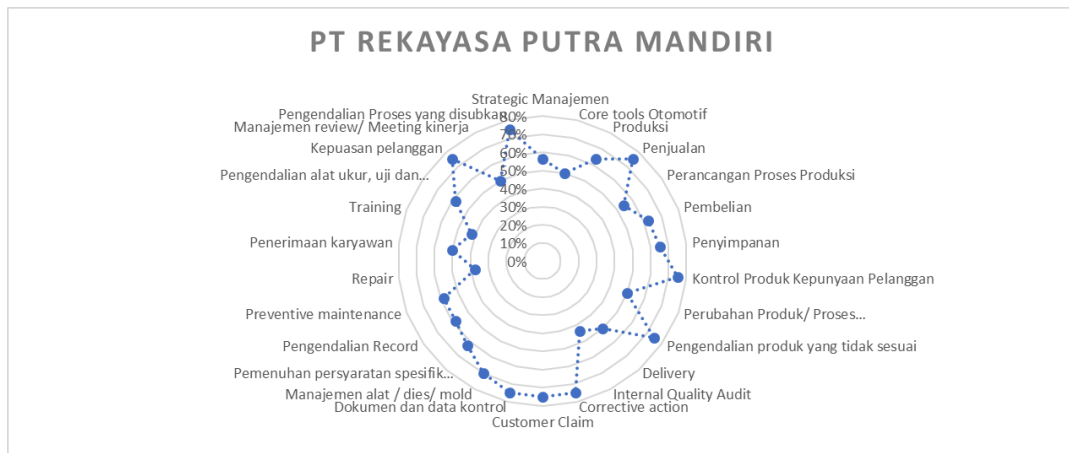 PT REKAYASA PUTRA MANDIRI
Strategic Manajemen
Core tools Otomotif
Produksi
Penjualan
Perancangan Proses Produksi
Pembelian
Penyimpanan
Kontrol Produk Kepunyaan Pelanggan
Perubahan Produk/ Proses...
Pengendalian produk yang tidak sesuai
Delivery
Internal Quality Audit
Corrective action
Customer Claim
Dokumen dan data kontrol
Manajemen alat / dies/ mold
Pemenuhan persyaratan spesifik...
Pengendalian Record
Preventive maintenance
Repair
Penerimaan karyawan
Training
Pengendalian alat ukur, uji dan...
Kepuasan pelanggan
Manajemen review/ Meeting kinerja
Pengendalian Proses yang disubkan
80%
70%
60%
50%
40%
30%
20%
10%
0%